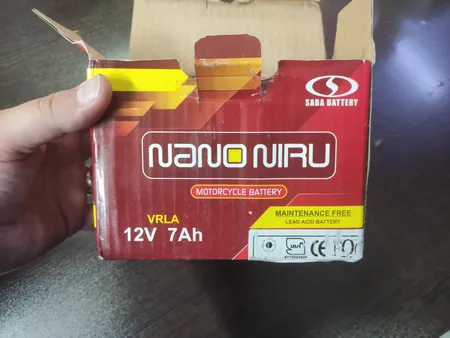 SABA BATTERY
NANO NIRU
MOTORCYCLE BATTERY
VRLA
12V 7Ah
MAINTENANCE FREE
LEAD ACID BATTERY
CE